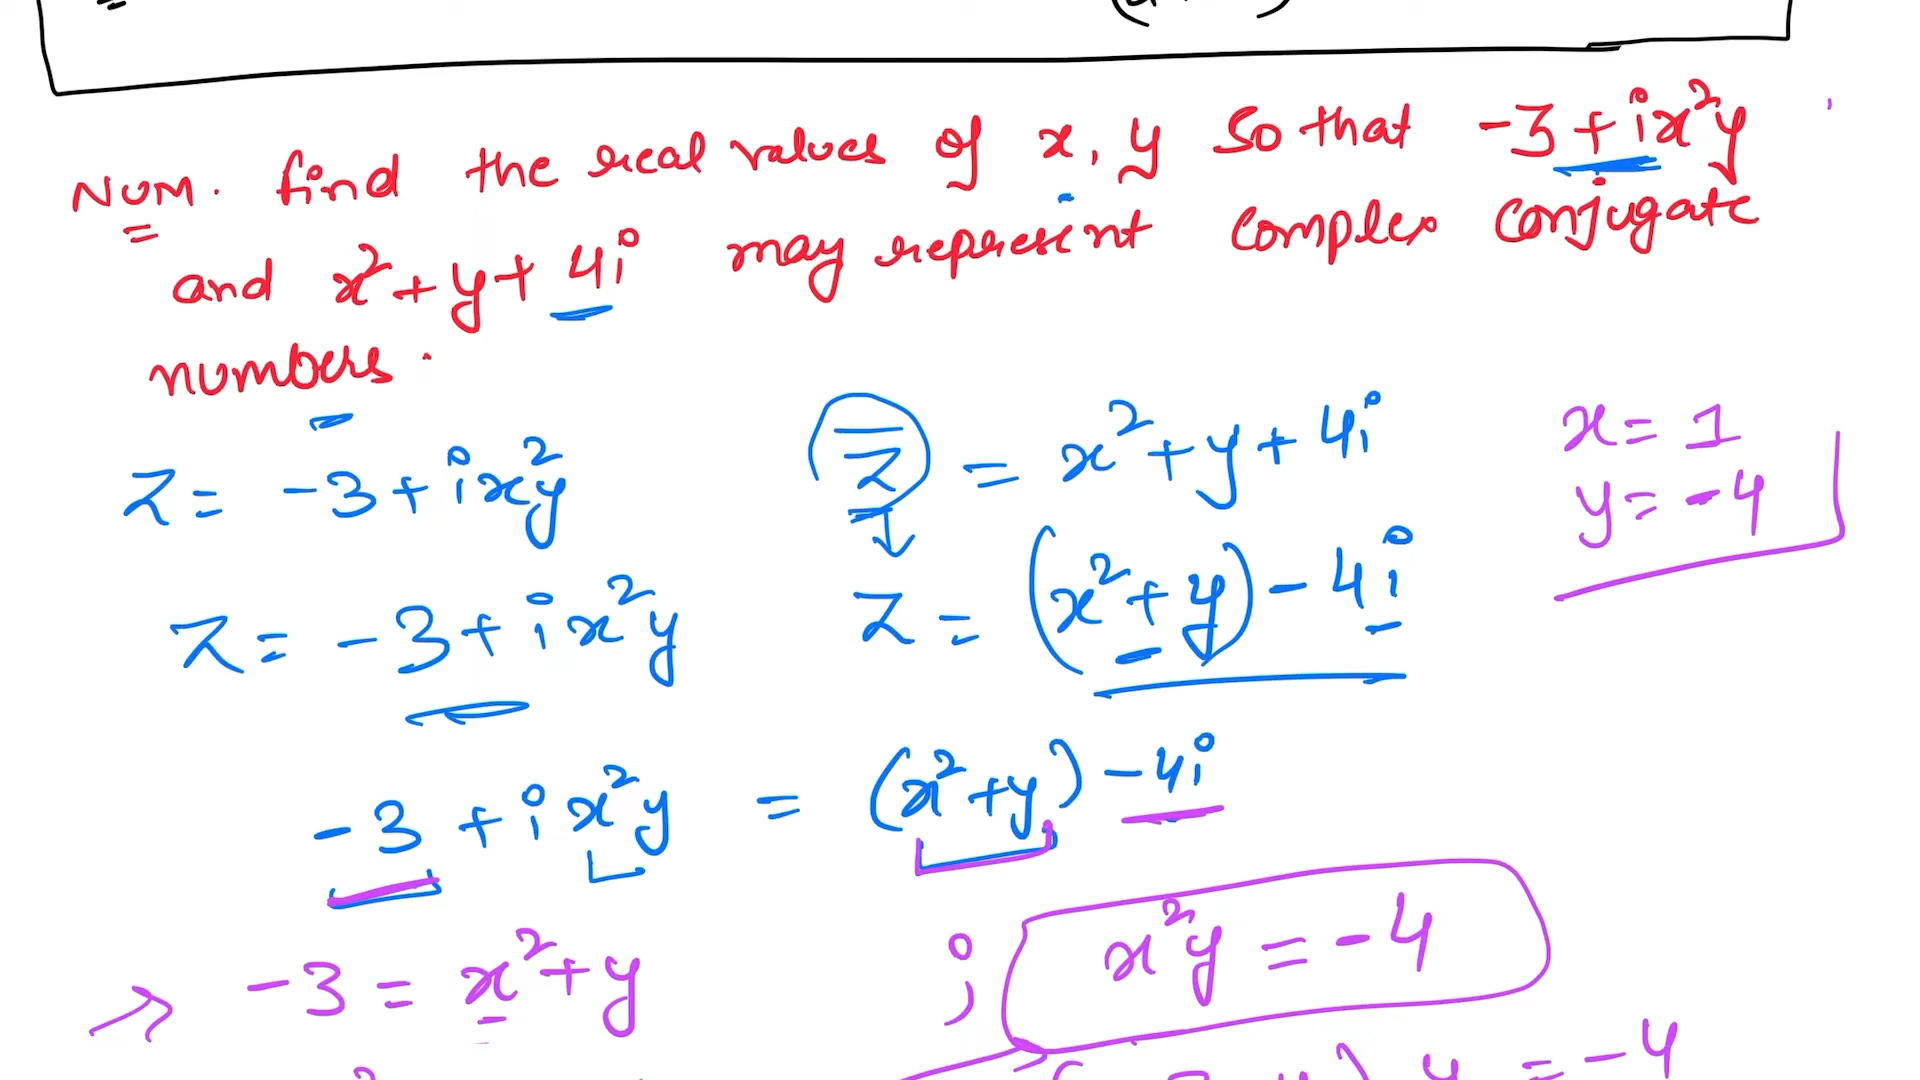 NUM. find the real values of x, y so that -3+ix²y
and x²+y+4i may represent complex conjugate
numbers.
z = -3+ix²y
z̄ = x²+y+4i
x = 1
y = -4
z = -3+ix²y
z = (x²+y)-4i
-3 +ix²y = (x²+y) -4i
-3 = x²+y ; x²y = -4
y = -4